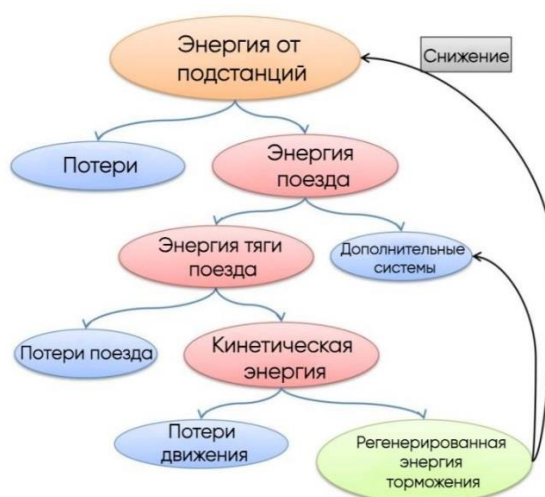 Энергия от
подстанций
Снижение
Потери
Энергия
поезда
Энергия тяги
поезда
Дополнительные
системы
Потери поезда
Кинетическая
энергия
Потери
движения
Регенерированная
энергия
торможения